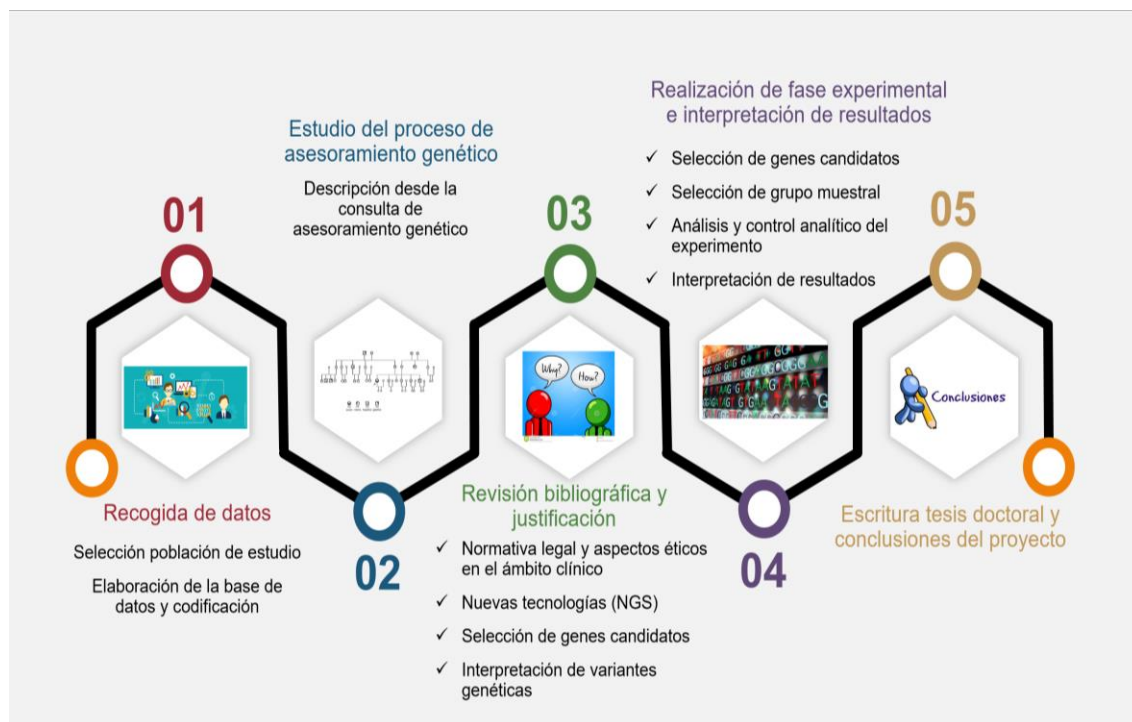 01
Recogida de datos
Selección población de estudio
Elaboración de la base de
datos y codificación
Estudio del proceso de
asesoramiento genético
Descripción desde la
consulta de
asesoramiento genético
02
03
Why?
How?
Revisión bibliográfica y
justificación
✓ Normativa legal y aspectos éticos
en el ámbito clínico
✓ Nuevas tecnologías (NGS)
✓ Selección de genes candidatos
✓ Interpretación de variantes
genéticas
Realización de fase experimental
e interpretación de resultados
✓ Selección de genes candidatos
✓ Selección de grupo muestral
✓ Análisis y control analítico del
experimento
✓ Interpretación de resultados
04
05
Conclusiones
Escritura tesis doctoral y
conclusiones del proyecto